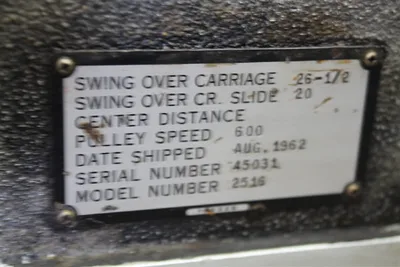 SWING OVER CARRIAGE 26-1/2
SWING OVER CR. SLIDE 20
CENTER DISTANCE
PULLEY SPEED 600
DATE SHIPPED AUG, 1962
SERIAL NUMBER 45031
MODEL NUMBER 2516